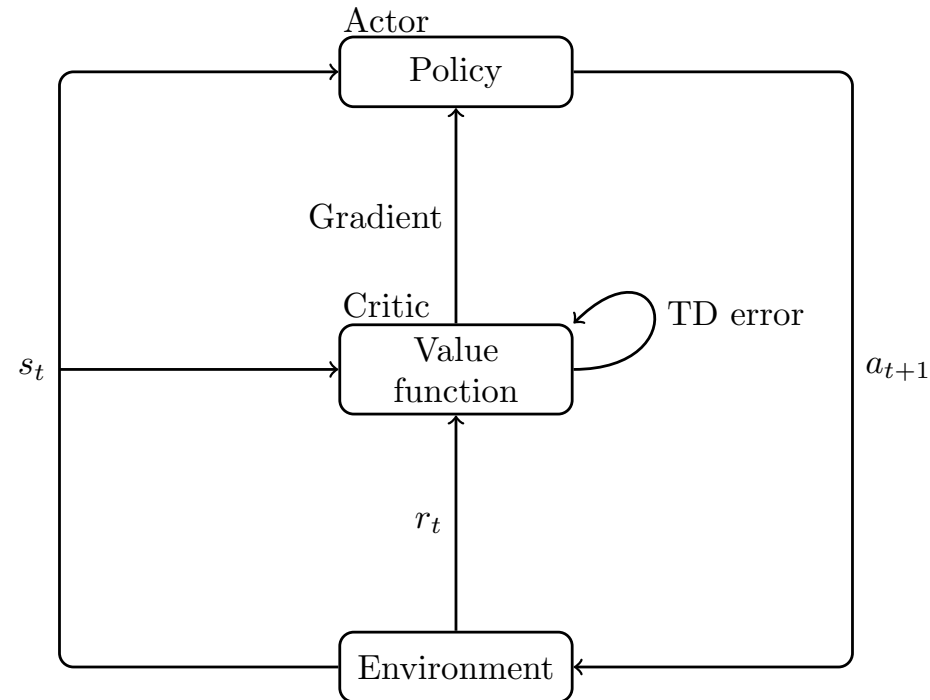 Actor
Policy
Gradient
Critic
TD error
Value
function
s_t
a_{t+1}
r_t
Environment